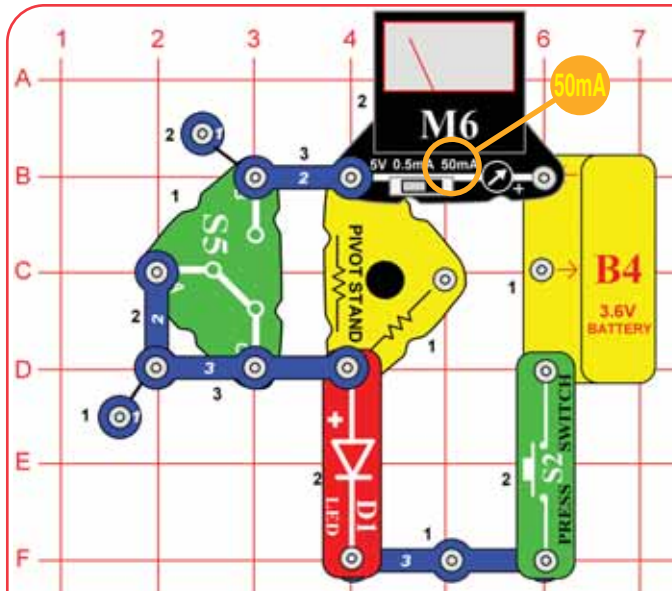 1 2 3 4 5 6 7
A
50mA
2
M6
2 1
3
5V 0.5mA 50mA
B
2
+
1
B
S5
PIVOT STAND
C
A
1
B4
3.6V
BATTERY
2
2
1
D
3
3
1 1
+
S2
PRESS SWITCH
E
2
2
D1
LED
1
F
3